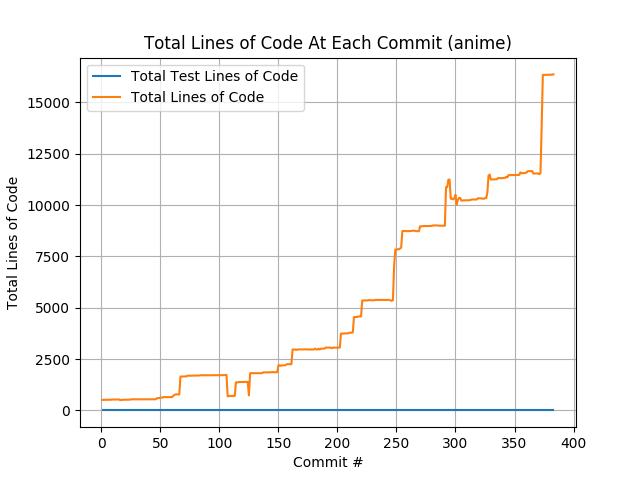 Total Lines of Code At Each Commit (anime)
Total Test Lines of Code
Total Lines of Code
Total Lines of Code
15000
12500
10000
7500
5000
2500
0
0 50 100 150 200 250 300 350 400
Commit #